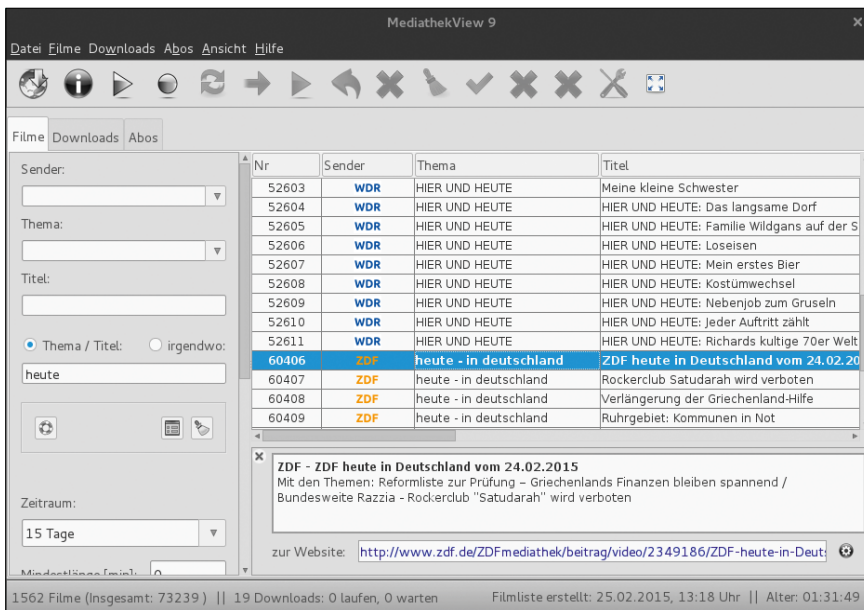 MediathekView 9
Datei Filme Downloads Abos Ansicht Hilfe
Filme Downloads Abos
Sender:
Thema:
Titel:
Thema / Titel: irgendwo:
heute
Zeitraum:
15 Tage
Mindestlänge [min]: 0
Nr Sender Thema Titel
52603 WDR HIER UND HEUTE Meine kleine Schwester
52604 WDR HIER UND HEUTE HIER UND HEUTE: Das langsame Dorf
52605 WDR HIER UND HEUTE HIER UND HEUTE: Familie Wildgans auf der S
52606 WDR HIER UND HEUTE HIER UND HEUTE: Loseisen
52607 WDR HIER UND HEUTE HIER UND HEUTE: Mein erstes Bier
52608 WDR HIER UND HEUTE HIER UND HEUTE: Kostümwechsel
52609 WDR HIER UND HEUTE HIER UND HEUTE: Nebenjob zum Gruseln
52610 WDR HIER UND HEUTE HIER UND HEUTE: Jeder Auftritt zählt
52611 WDR HIER UND HEUTE HIER UND HEUTE: Richards kultige 70er Welt
60406 ZDF heute - in deutschland ZDF heute in Deutschland vom 24.02.20
60407 ZDF heute - in deutschland Rockerclub Satudarah wird verboten
60408 ZDF heute - in deutschland Verlängerung der Griechenland-Hilfe
60409 ZDF heute - in deutschland Ruhrgebiet: Kommunen in Not
ZDF - ZDF heute in Deutschland vom 24.02.2015
Mit den Themen: Reformliste zur Prüfung – Griechenlands Finanzen bleiben spannend /
Bundesweite Razzia - Rockerclub "Satudarah" wird verboten
zur Website: http://www.zdf.de/ZDFmediathek/beitrag/video/2349186/ZDF-heute-in-Deuts
1562 Filme (Insgesamt: 73239 ) || 19 Downloads: 0 laufen, 0 warten Filmliste erstellt: 25.02.2015, 13:18 Uhr || Alter: 01:31:49